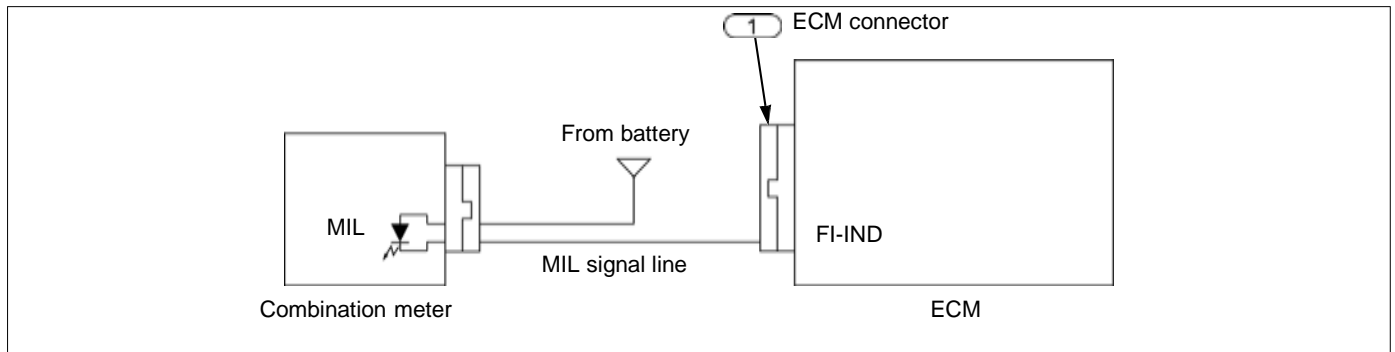 1 ECM connector
From battery
MIL
FI-IND
MIL signal line
Combination meter
ECM